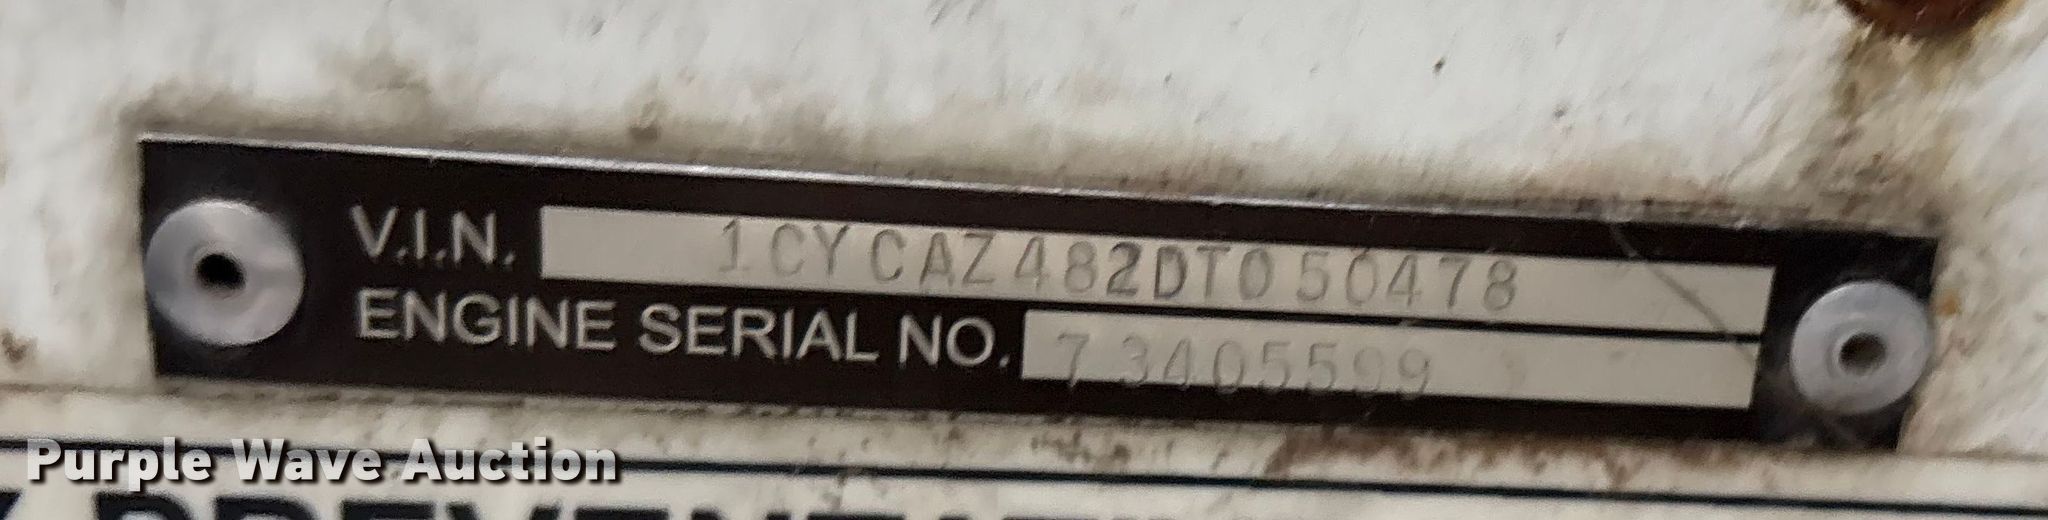 V.I.N. 1CYCAZ482DT050478
ENGINE SERIAL NO. 73405599
Purple Wave Auction